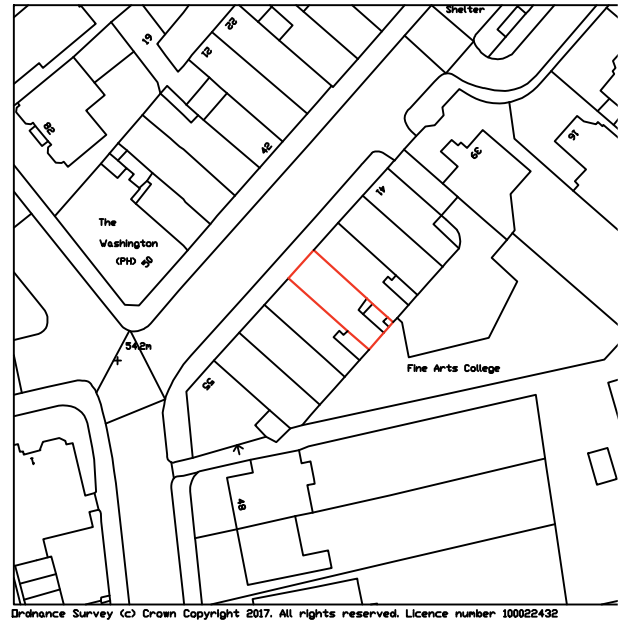 Shelter
22
19
12
42
82
39
16
41
The
Washington
(PH) 50
54.2m
55
Fine Arts College
1
48
Ordnance Survey (c) Crown Copyright 2017. All rights reserved. Licence number 100022432